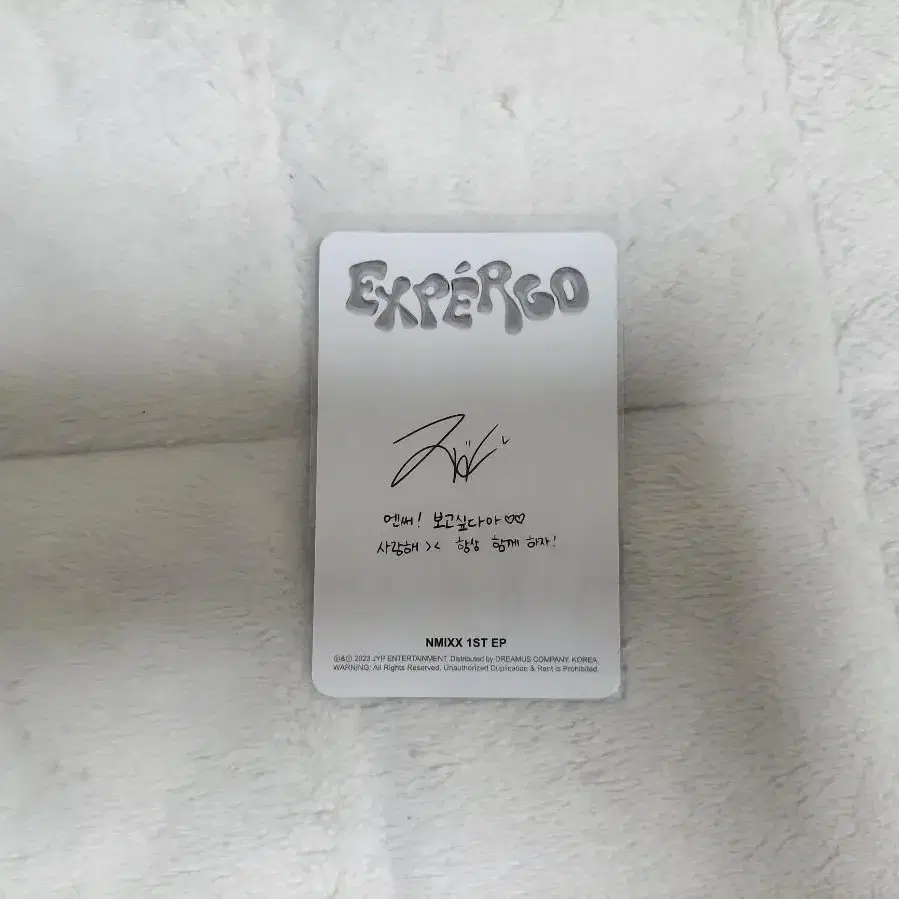 EXPÉRGO
엔써! 보고싶다아♡♡
사랑해 >< 항상 함께 하자!
NMIXX 1ST EP
℗&© 2023 JYP ENTERTAINMENT. Distributed by DREAMUS COMPANY. KOREA
WARNING: All Rights Reserved. Unauthorized Duplication & Rent is Prohibited.